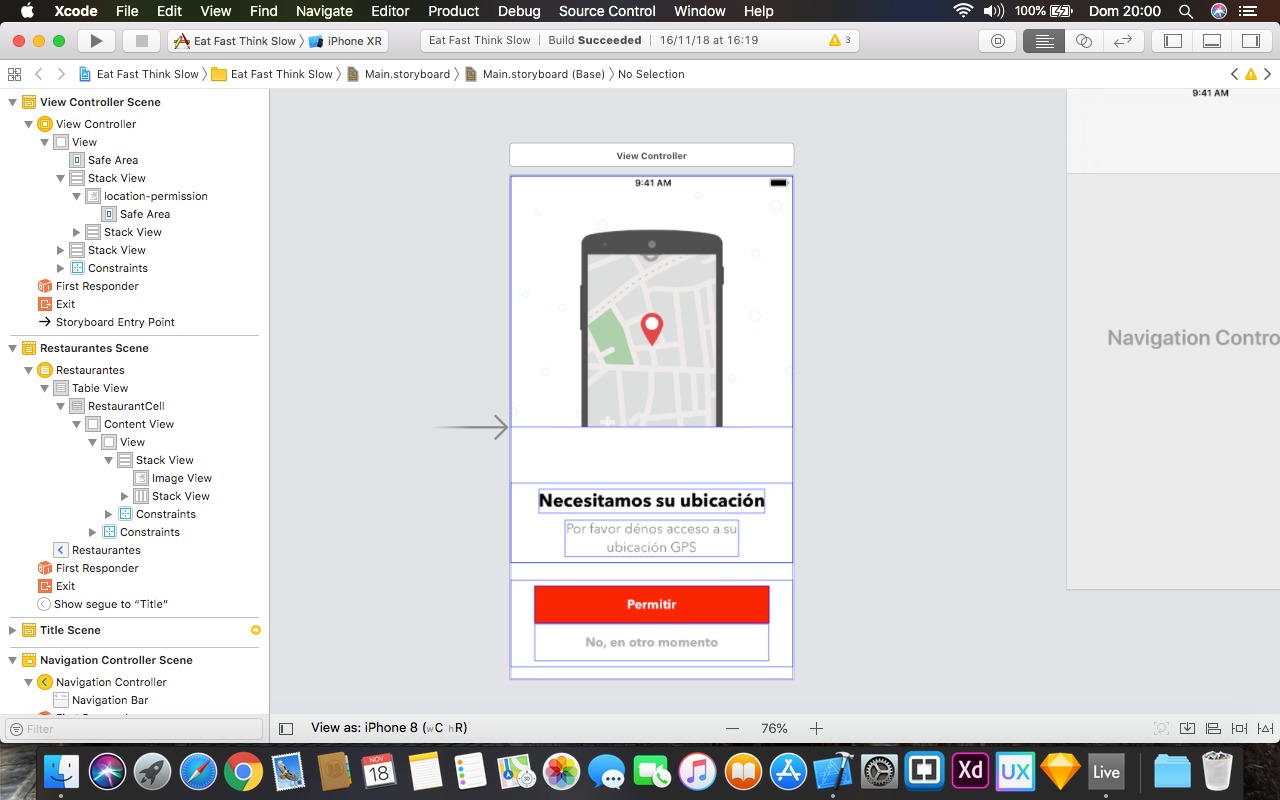 Xcode File Edit View Find Navigate Editor Product Debug Source Control Window Help 100% Dom 20:00
Eat Fast Think Slow iPhone XR Eat Fast Think Slow Build Succeeded 16/11/18 at 16:19 3
Eat Fast Think Slow Eat Fast Think Slow Main.storyboard Main.storyboard (Base) No Selection
View Controller Scene
View Controller
View
Safe Area
Stack View
location-permission
Safe Area
Stack View
Stack View
Constraints
First Responder
Exit
Storyboard Entry Point
Restaurantes Scene
Restaurantes
Table View
RestaurantCell
Content View
View
Stack View
Image View
Stack View
Constraints
Constraints
Restaurantes
First Responder
Exit
Show segue to “Title”
Title Scene
Navigation Controller Scene
Navigation Controller
Navigation Bar
Filter
View Controller
9:41 AM
Necesitamos su ubicación
Por favor dénos acceso a su
ubicación GPS
Permitir
No, en otro momento
9:41 AM
Navigation Contro
View as: iPhone 8 (wC hR) 76%
NOV
18
Xd
UX
Live